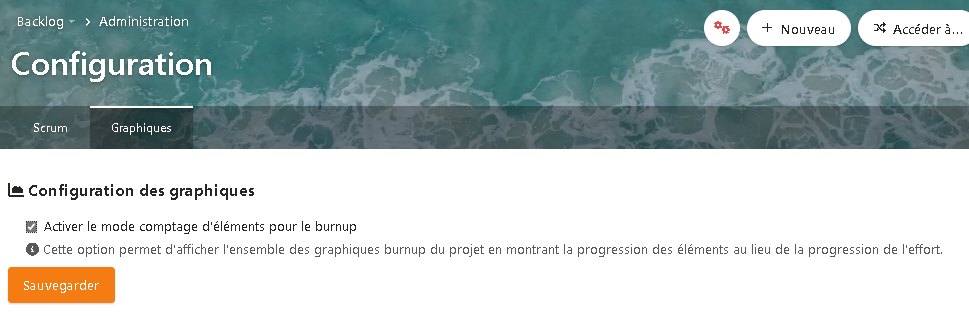 Backlog Administration
Nouveau
Accéder à...
Configuration
Scrum
Graphiques
Configuration des graphiques
Activer le mode comptage d'éléments pour le burnup
Cette option permet d'afficher l'ensemble des graphiques burnup du projet en montrant la progression des éléments au lieu de la progression de l'effort.
Sauvegarder